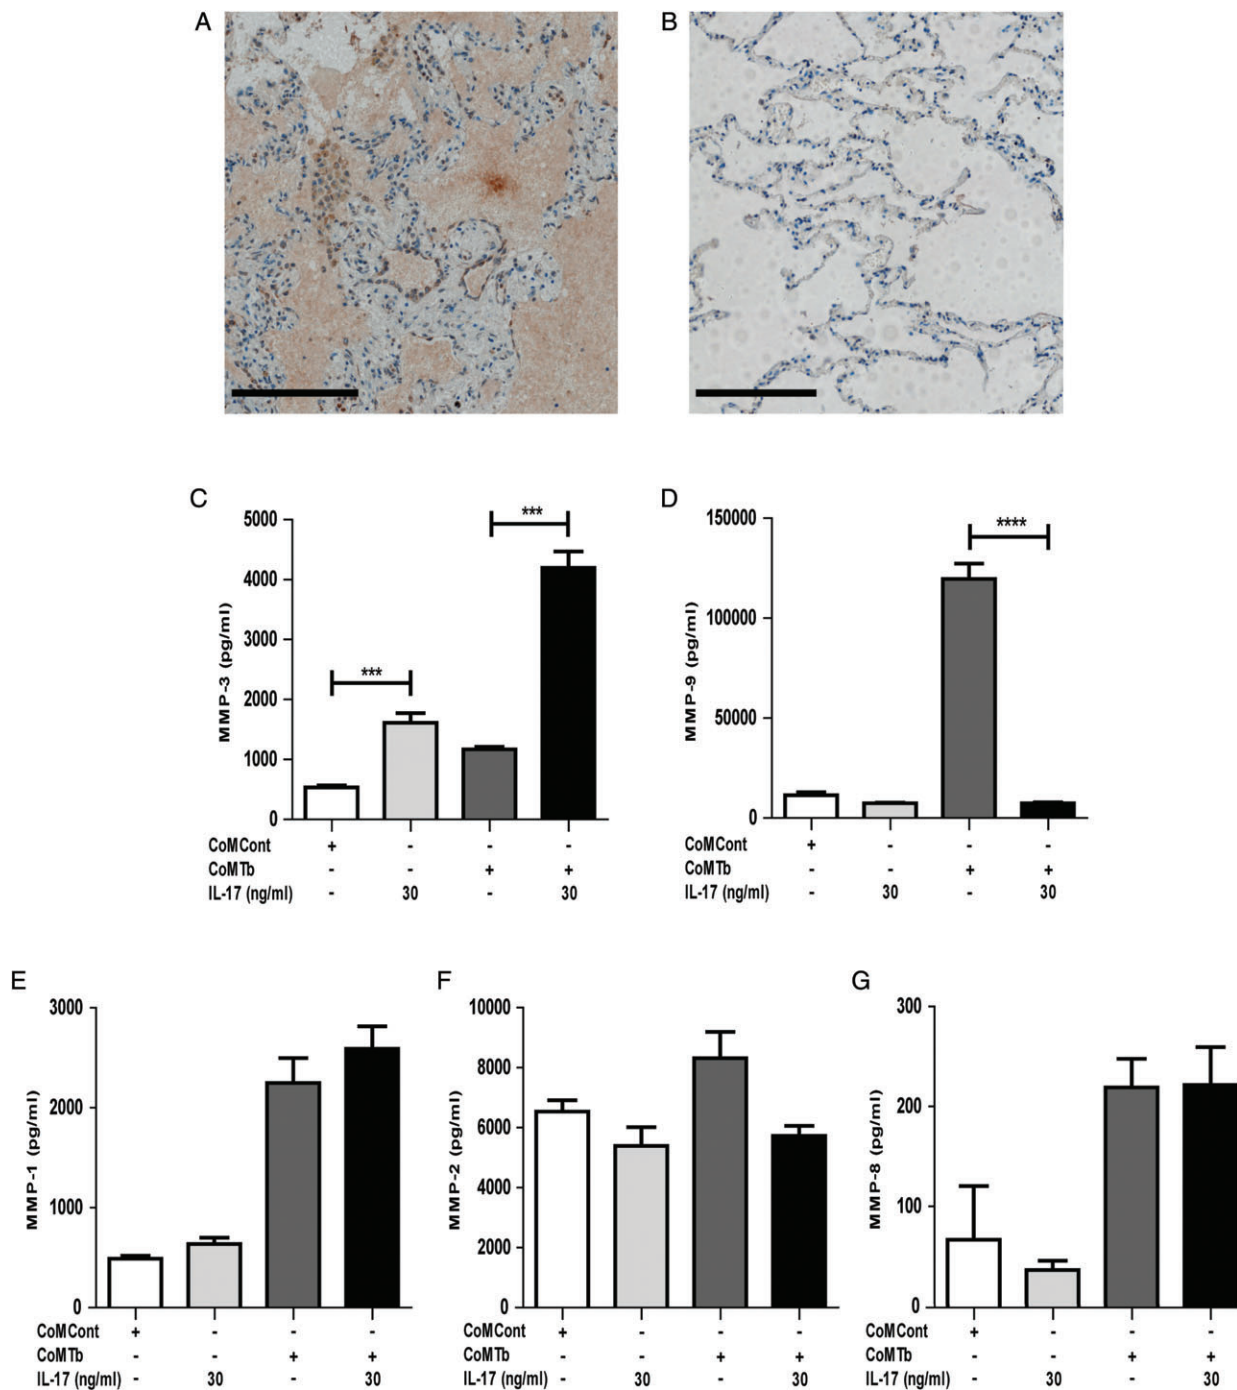 A
B
C
D
MMP-3 (pg/ml)
5000
4000
3000
2000
1000
0
***
***
CoMCont + - - -
CoMTb - - + +
IL-17 (ng/ml) - 30 - 30
MMP-9 (pg/ml)
150000
100000
50000
0
****
CoMCont + - - -
CoMTb - - + +
IL-17 (ng/ml) - 30 - 30
E
F
G
MMP-1 (pg/ml)
3000
2000
1000
0
CoMCont + - - -
CoMTb - - + +
IL-17 (ng/ml) - 30 - 30
MMP-2 (pg/ml)
10000
8000
6000
4000
2000
0
CoMCont + - - -
CoMTb - - + +
IL-17 (ng/ml) - 30 - 30
MMP-8 (pg/ml)
300
200
100
0
CoMCont + - - -
CoMTb - - + +
IL-17 (ng/ml) - 30 - 30